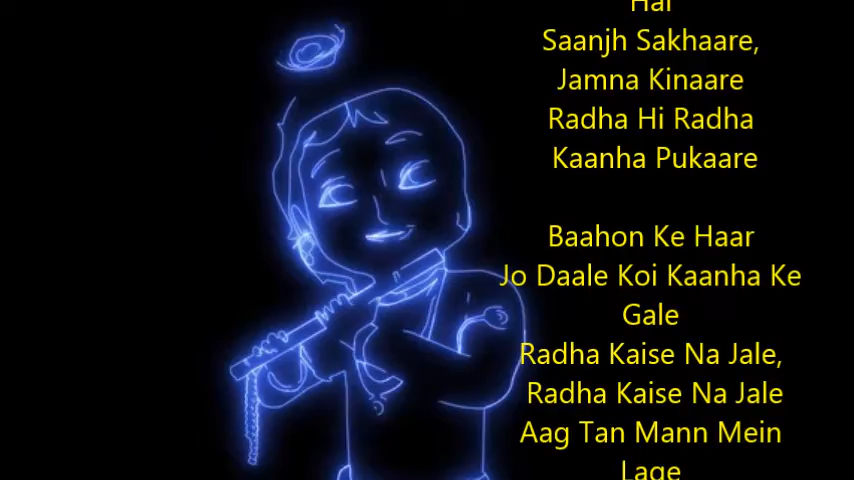 Hai
Saanjh Sakhaare,
Jamna Kinaare
Radha Hi Radha
Kaanha Pukaare
Baahon Ke Haar
Jo Daale Koi Kaanha Ke
Gale
Radha Kaise Na Jale,
Radha Kaise Na Jale
Aag Tan Mann Mein
Lage